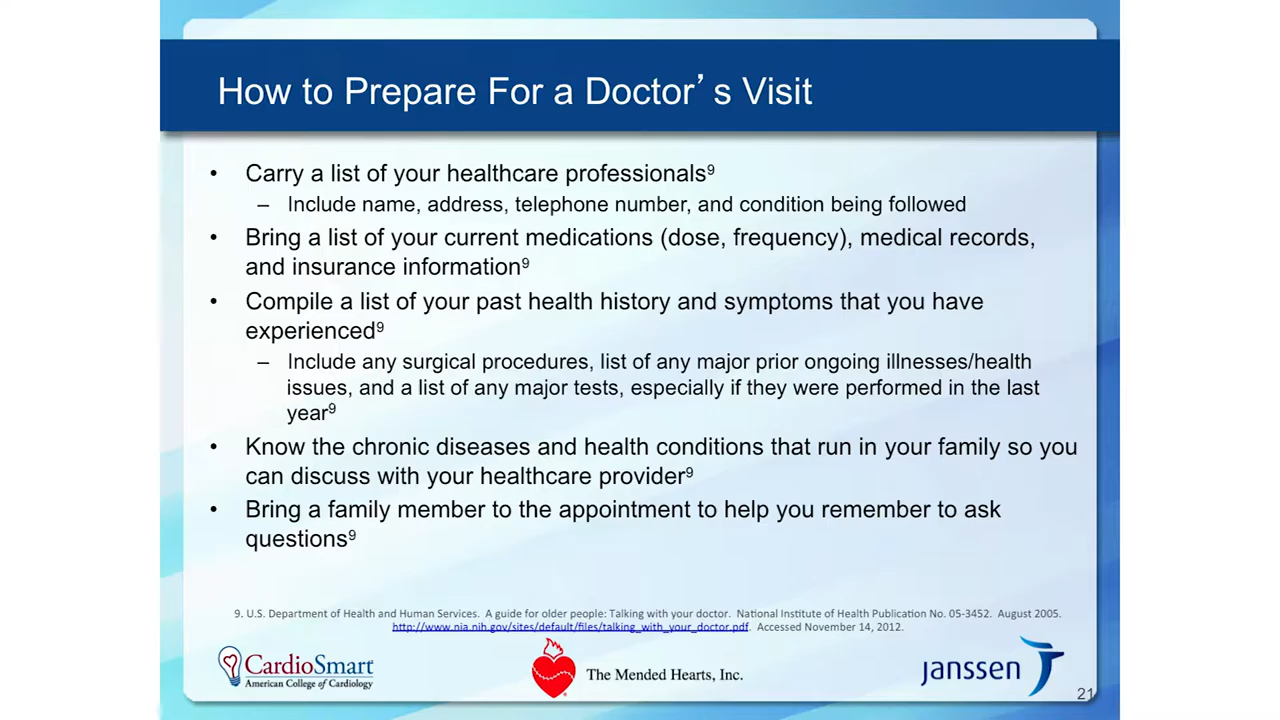 How to Prepare For a Doctor’s Visit
• Carry a list of your healthcare professionals⁹
– Include name, address, telephone number, and condition being followed
• Bring a list of your current medications (dose, frequency), medical records,
and insurance information⁹
• Compile a list of your past health history and symptoms that you have
experienced⁹
– Include any surgical procedures, list of any major prior ongoing illnesses/health
issues, and a list of any major tests, especially if they were performed in the last
year⁹
• Know the chronic diseases and health conditions that run in your family so you
can discuss with your healthcare provider⁹
• Bring a family member to the appointment to help you remember to ask
questions⁹
9. U.S. Department of Health and Human Services. A guide for older people: Talking with your doctor. National Institute of Health Publication No. 05-3452. August 2005.
http://www.nia.nih.gov/sites/default/files/talking_with_your_doctor.pdf. Accessed November 14, 2012.
CardioSmart
American College of Cardiology
The Mended Hearts, Inc.
janssen
21